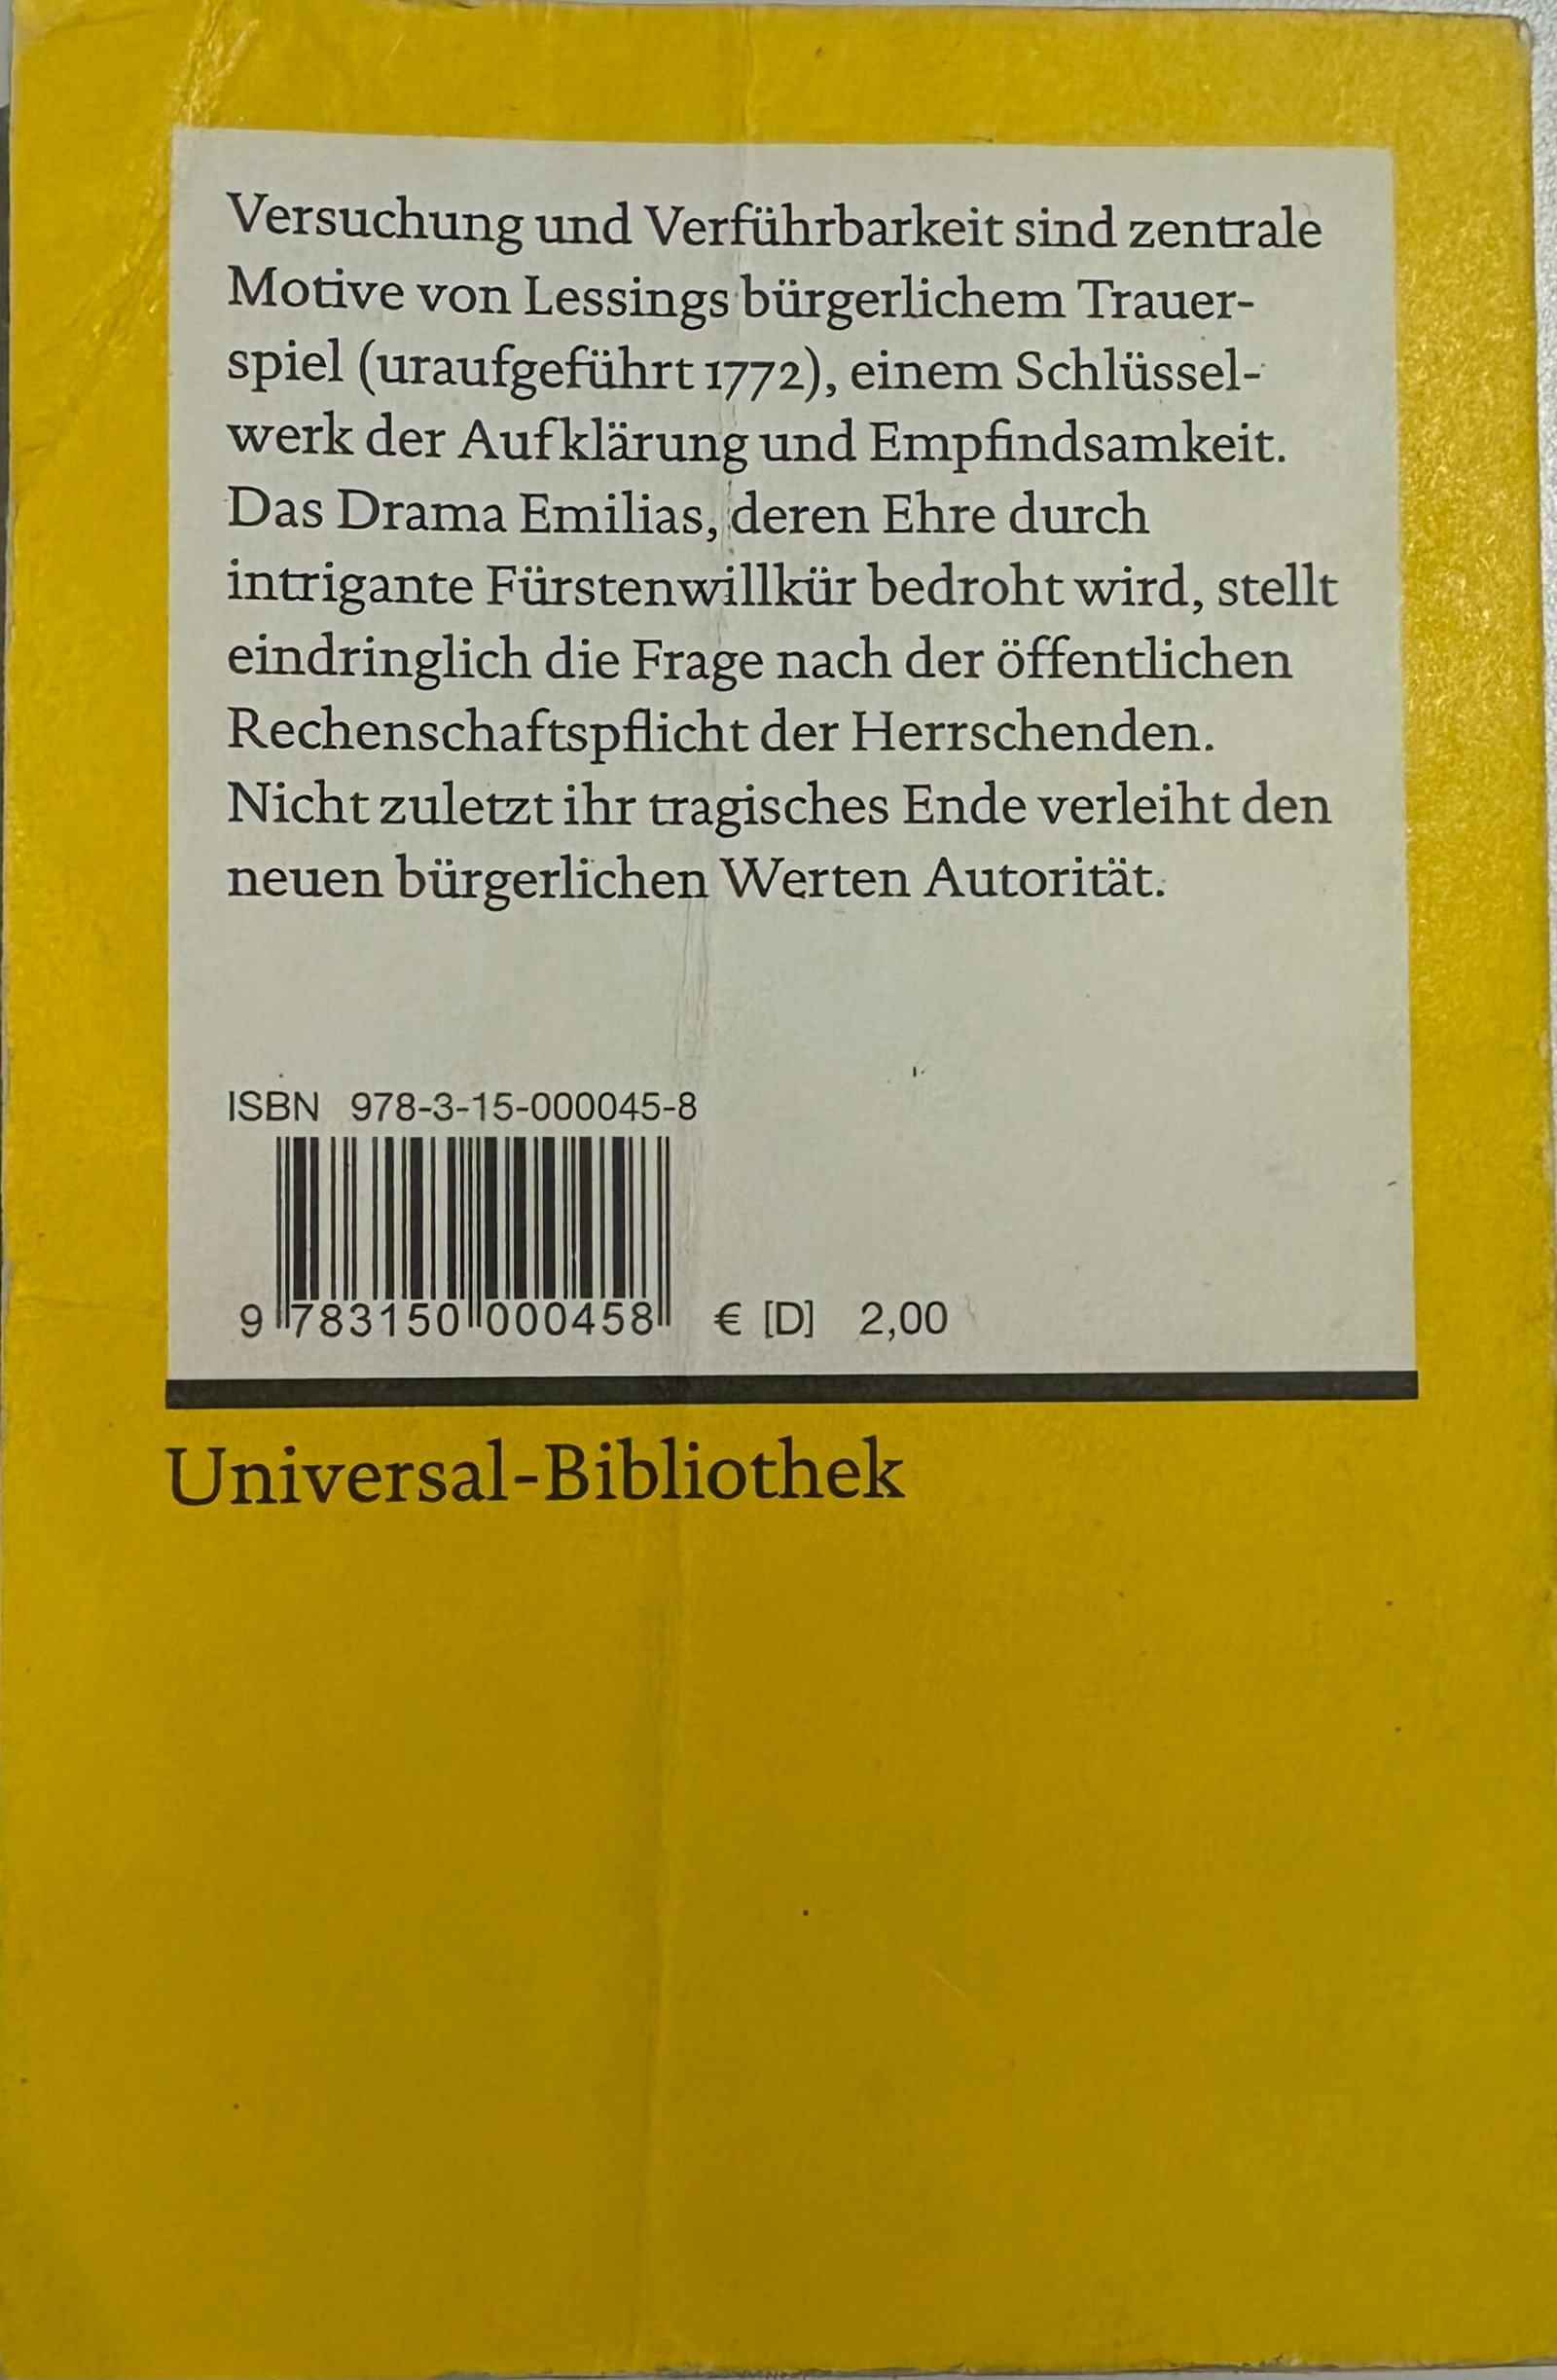 Versuchung und Verführbarkeit sind zentrale
Motive von Lessings bürgerlichem Trauer-
spiel (uraufgeführt 1772), einem Schlüssel-
werk der Aufklärung und Empfindsamkeit.
Das Drama Emilias, deren Ehre durch
intrigante Fürstenwillkür bedroht wird, stellt
eindringlich die Frage nach der öffentlichen
Rechenschaftspflicht der Herrschenden.
Nicht zuletzt ihr tragisches Ende verleiht den
neuen bürgerlichen Werten Autorität.
ISBN 978-3-15-000045-8
9 783150 000458 € [D] 2,00
Universal-Bibliothek